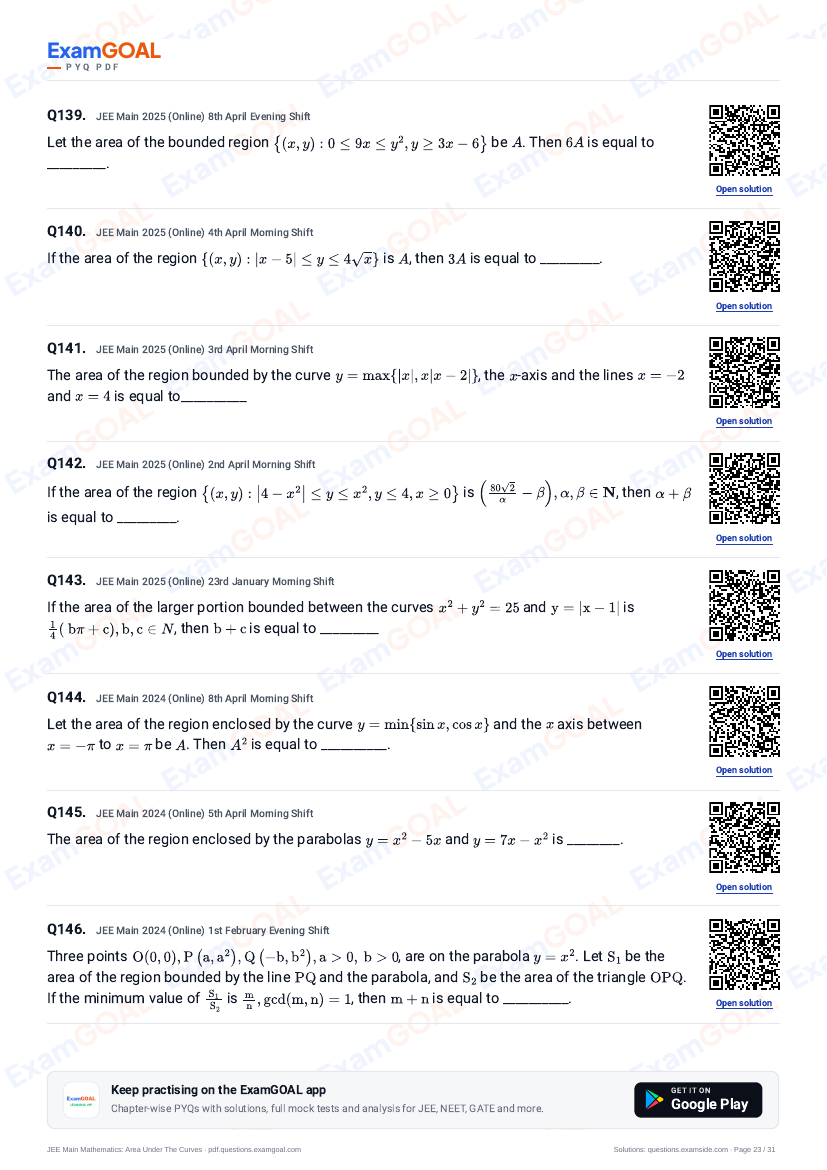 ExamGOAL
PYQ PDF
Q139. JEE Main 2025 (Online) 8th April Evening Shift
Let the area of the bounded region {(x, y) : 0 ≤ 9x ≤ y², y ≥ 3x − 6} be A. Then 6A is equal to
_________.
Open solution
Q140. JEE Main 2025 (Online) 4th April Morning Shift
If the area of the region {(x, y) : |x − 5| ≤ y ≤ 4√x} is A, then 3A is equal to _________.
Open solution
Q141. JEE Main 2025 (Online) 3rd April Morning Shift
The area of the region bounded by the curve y = max{|x|, x|x − 2|}, the x-axis and the lines x = −2
and x = 4 is equal to__________
Open solution
Q142. JEE Main 2025 (Online) 2nd April Morning Shift
If the area of the region {(x, y) : |4 − x²| ≤ y ≤ x², y ≤ 4, x ≥ 0} is (80√2/α − β), α, β ∈ N, then α + β
is equal to _________.
Open solution
Q143. JEE Main 2025 (Online) 23rd January Morning Shift
If the area of the larger portion bounded between the curves x² + y² = 25 and y = |x − 1| is
1/4( bπ + c), b, c ∈ N, then b + c is equal to _________
Open solution
Q144. JEE Main 2024 (Online) 8th April Morning Shift
Let the area of the region enclosed by the curve y = min{sin x, cos x} and the x axis between
x = −π to x = π be A. Then A² is equal to __________.
Open solution
Q145. JEE Main 2024 (Online) 5th April Morning Shift
The area of the region enclosed by the parabolas y = x² − 5x and y = 7x − x² is ________.
Open solution
Q146. JEE Main 2024 (Online) 1st February Evening Shift
Three points O(0, 0), P (a, a²), Q (−b, b²), a > 0, b > 0, are on the parabola y = x². Let S₁ be the
area of the region bounded by the line PQ and the parabola, and S₂ be the area of the triangle OPQ.
If the minimum value of S₁/S₂ is m/n, gcd(m, n) = 1, then m + n is equal to __________.
Open solution
ExamGOAL
Keep practising on the ExamGOAL app
Chapter-wise PYQs with solutions, full mock tests and analysis for JEE, NEET, GATE and more.
GET IT ON
Google Play
JEE Main Mathematics: Area Under The Curves · pdf.questions.examgoal.com
Solutions: questions.examside.com · Page 23 / 31